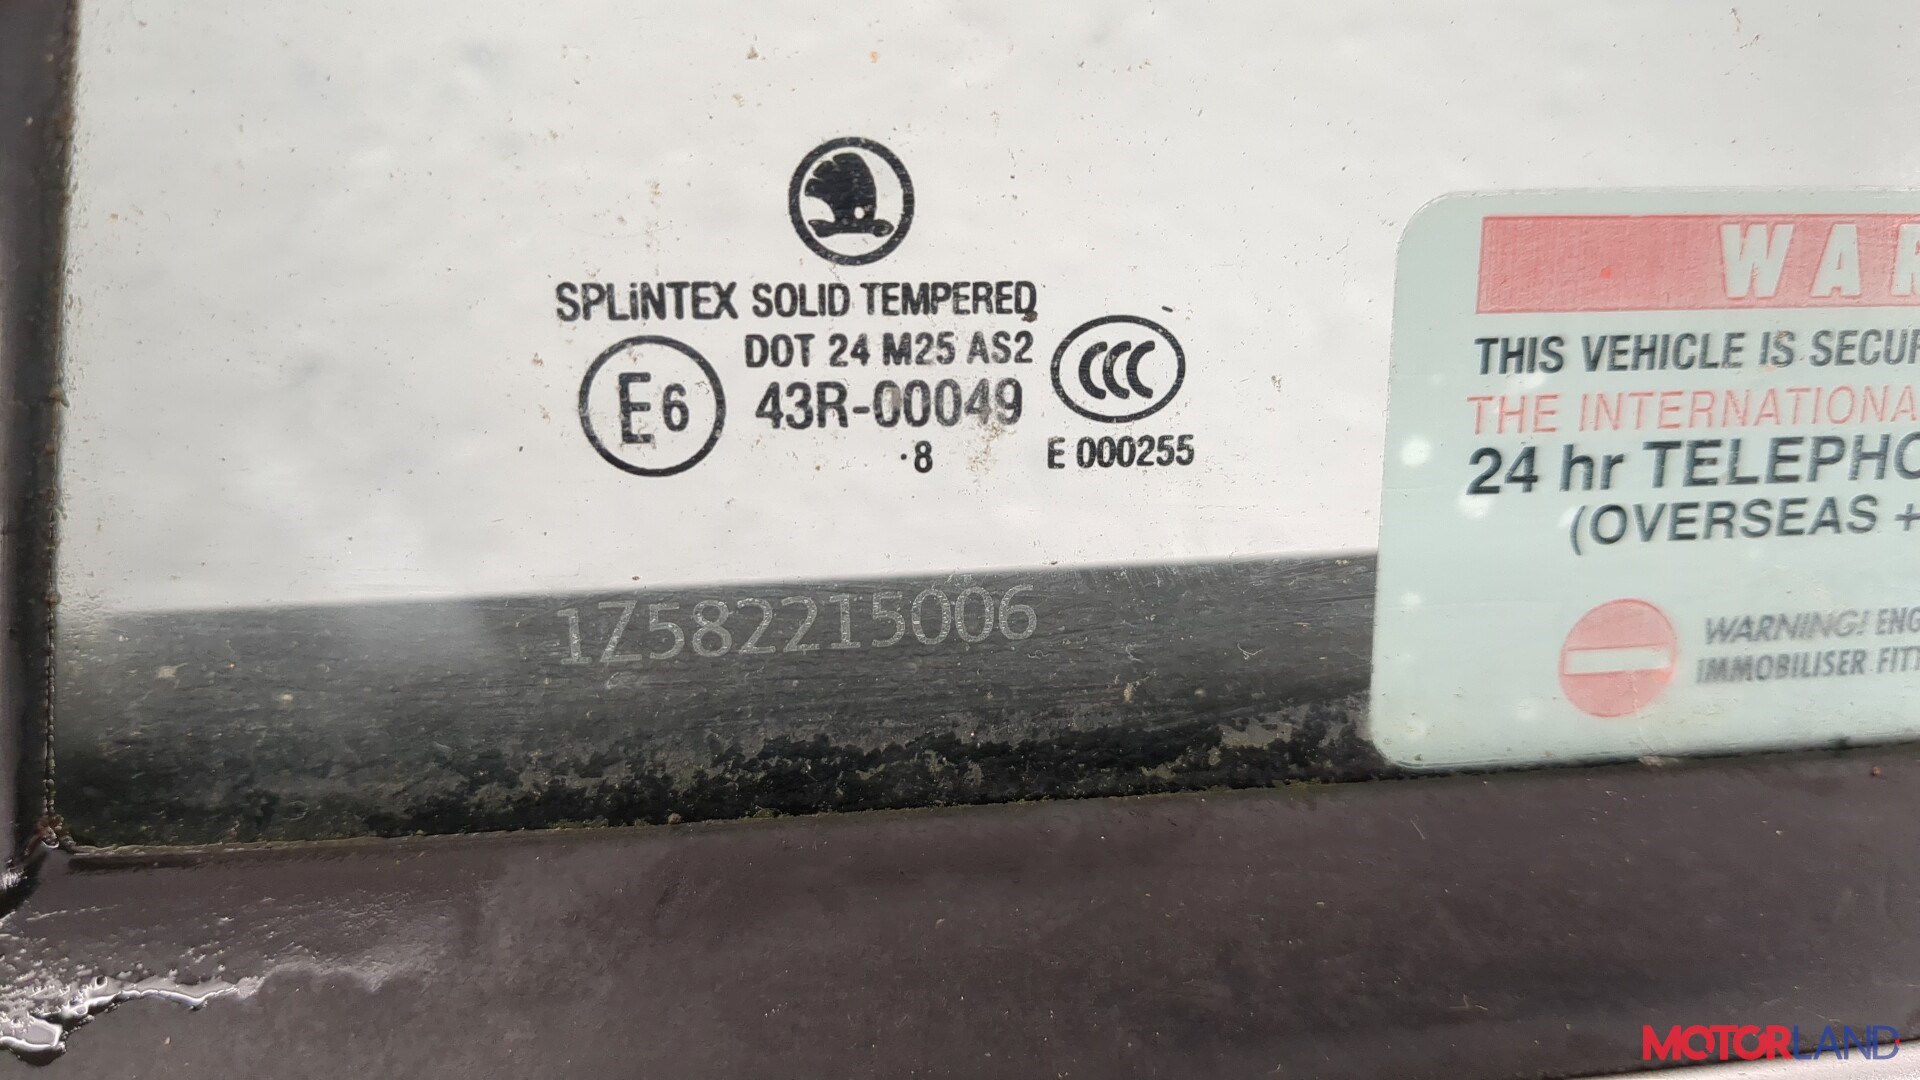 SPLiNTEX SOLID TEMPERED
DOT 24 M25 AS2
E6
43R-00049
·8
CCC
E 000255
1Z582215006
WAR
THIS VEHICLE IS SECUR
THE INTERNATIONA
24 hr TELEPHO
(OVERSEAS +
WARNING! ENG
IMMOBILISER FITT
MOTORLAND